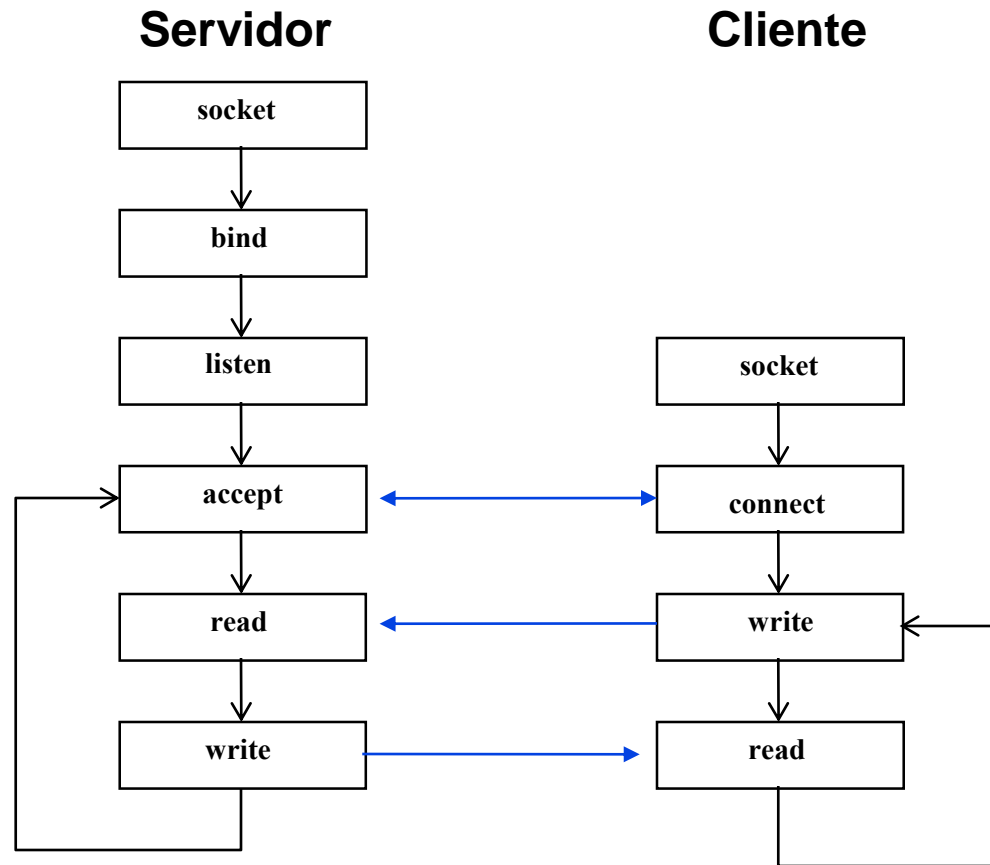 Servidor
Cliente
socket
bind
listen
socket
accept
connect
read
write
write
read